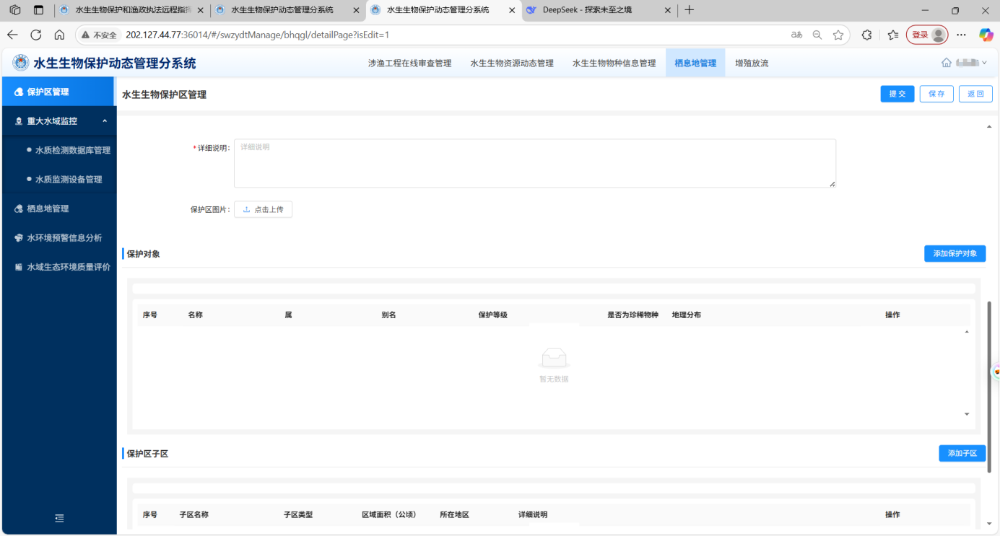 水生生物保护和渔政执法远程指挥
水生生物保护动态管理分系统
水生生物保护动态管理分系统
DeepSeek - 探索未至之境
不安全 202.127.44.77:36014/#/swzydtManage/bhqgl/detailPage?isEdit=1
登录
水生生物保护动态管理分系统
涉渔工程在线审查管理 水生生物资源动态管理 水生生物物种信息管理 栖息地管理 增殖放流
保护区管理
重大水域监控
水质检测数据库管理
水质监测设备管理
栖息地管理
水环境预警信息分析
水域生态环境质量评价
水生生物保护区管理
提交 保存 返回
*详细说明: 详细说明
保护区图片: 点击上传
保护对象 添加保护对象
序号 名称 属 别名 保护等级 是否为珍稀物种 地理分布 操作
暂无数据
保护区子区 添加子区
序号 子区名称 子区类型 区域面积（公顷） 所在地区 详细说明 操作